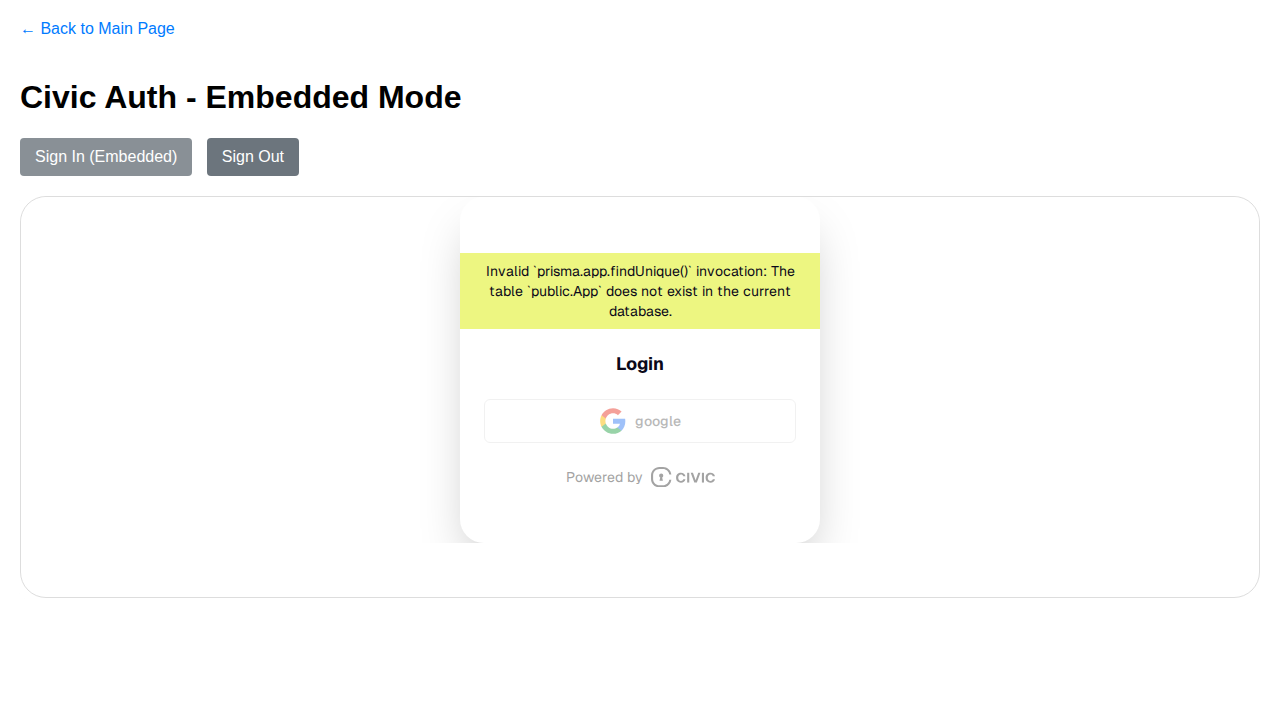 ← Back to Main Page
Civic Auth - Embedded Mode
Sign In (Embedded)
Sign Out
Invalid `prisma.app.findUnique()` invocation: The
table `public.App` does not exist in the current
database.
Login
google
Powered by CIVIC